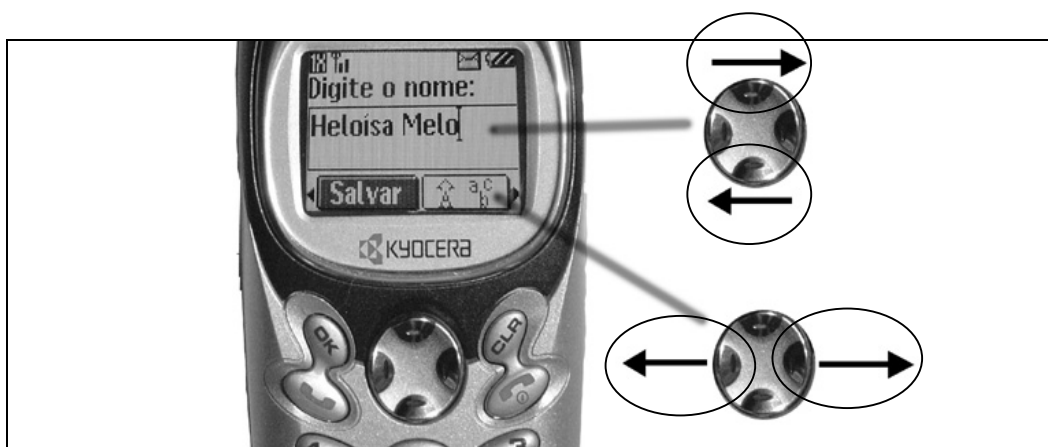 Digite o nome:
Heloísa Melo
Salvar
A a b c
KYOCERA
OK
CLR